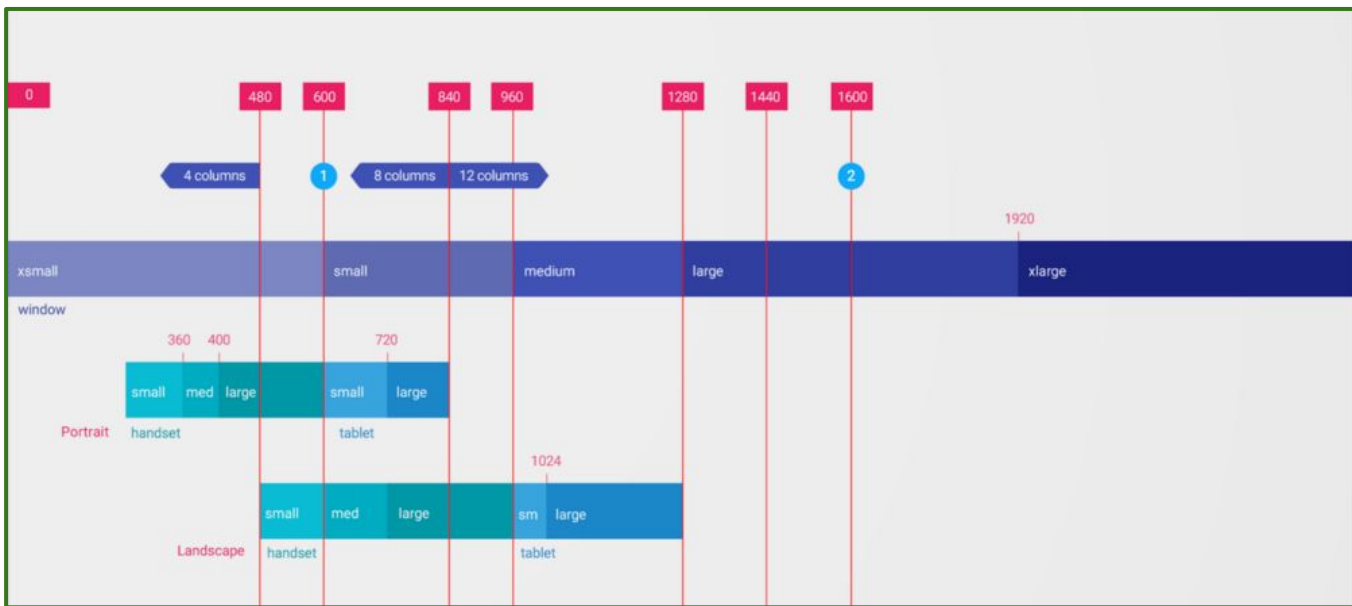 0 480 600 840 960 1280 1440 1600
4 columns 1 8 columns 12 columns 2
1920
xsmall small medium large xlarge
window
360 400 720
small med large small large
Portrait handset tablet
1024
small med large sm large
Landscape handset tablet